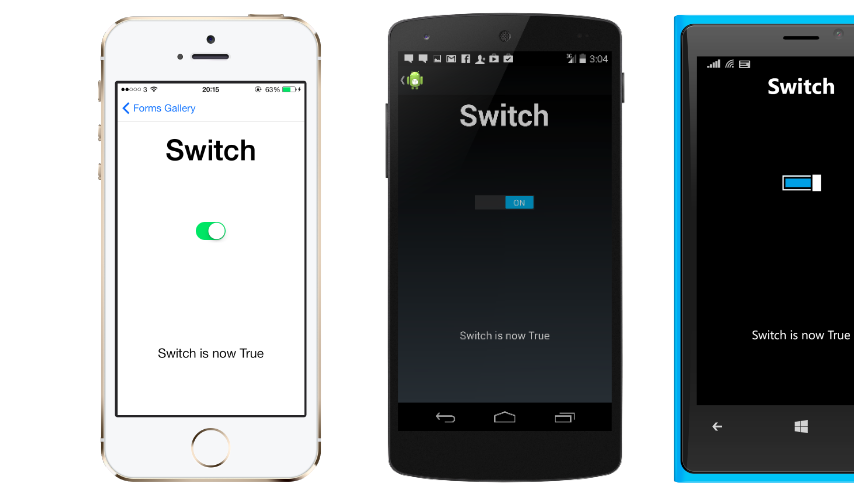 ●●○○○ 3 20:15 63%
Forms Gallery
Switch
Switch is now True
3G 3:04
Switch
ON
Switch is now True
Switch
Switch is now True